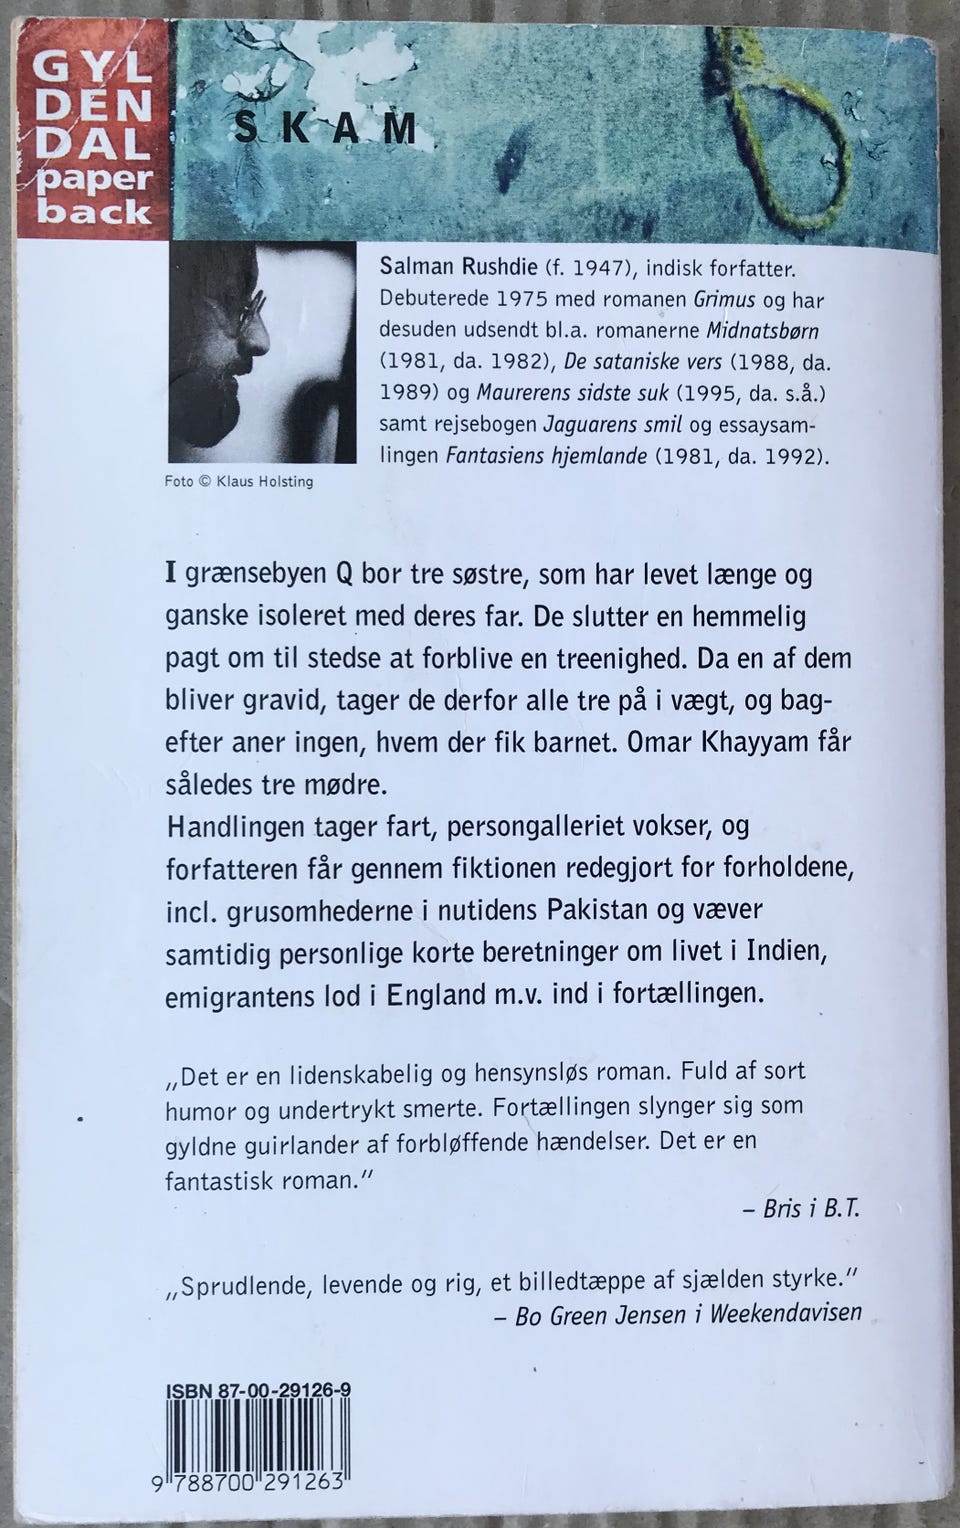 GYL
DEN
DAL
paper
back
SKAM
Salman Rushdie (f. 1947), indisk forfatter.
Debuterede 1975 med romanen Grimus og har
desuden udsendt bl.a. romanerne Midnatsbørn
(1981, da. 1982), De sataniske vers (1988, da.
1989) og Maurerens sidste suk (1995, da. s.å.)
samt rejsebogen Jaguarens smil og essaysam-
lingen Fantasiens hjemlande (1981, da. 1992).
Foto © Klaus Holsting
I grænsebyen Q bor tre søstre, som har levet længe og
ganske isoleret med deres far. De slutter en hemmelig
pagt om til stedse at forblive en treenighed. Da en af dem
bliver gravid, tager de derfor alle tre på i vægt, og bag-
efter aner ingen, hvem der fik barnet. Omar Khayyam får
således tre mødre.
Handlingen tager fart, persongalleriet vokser, og
forfatteren får gennem fiktionen redegjort for forholdene,
incl. grusomhederne i nutidens Pakistan og væver
samtidig personlige korte beretninger om livet i Indien,
emigrantens lod i England m.v. ind i fortællingen.
„Det er en lidenskabelig og hensynsløs roman. Fuld af sort
humor og undertrykt smerte. Fortællingen slynger sig som
gyldne guirlander af forbløffende hændelser. Det er en
fantastisk roman.”
– Bris i B.T.
„Sprudlende, levende og rig, et billedtæppe af sjælden styrke.”
– Bo Green Jensen i Weekendavisen
ISBN 87-00-29126-9
9 788700 291263